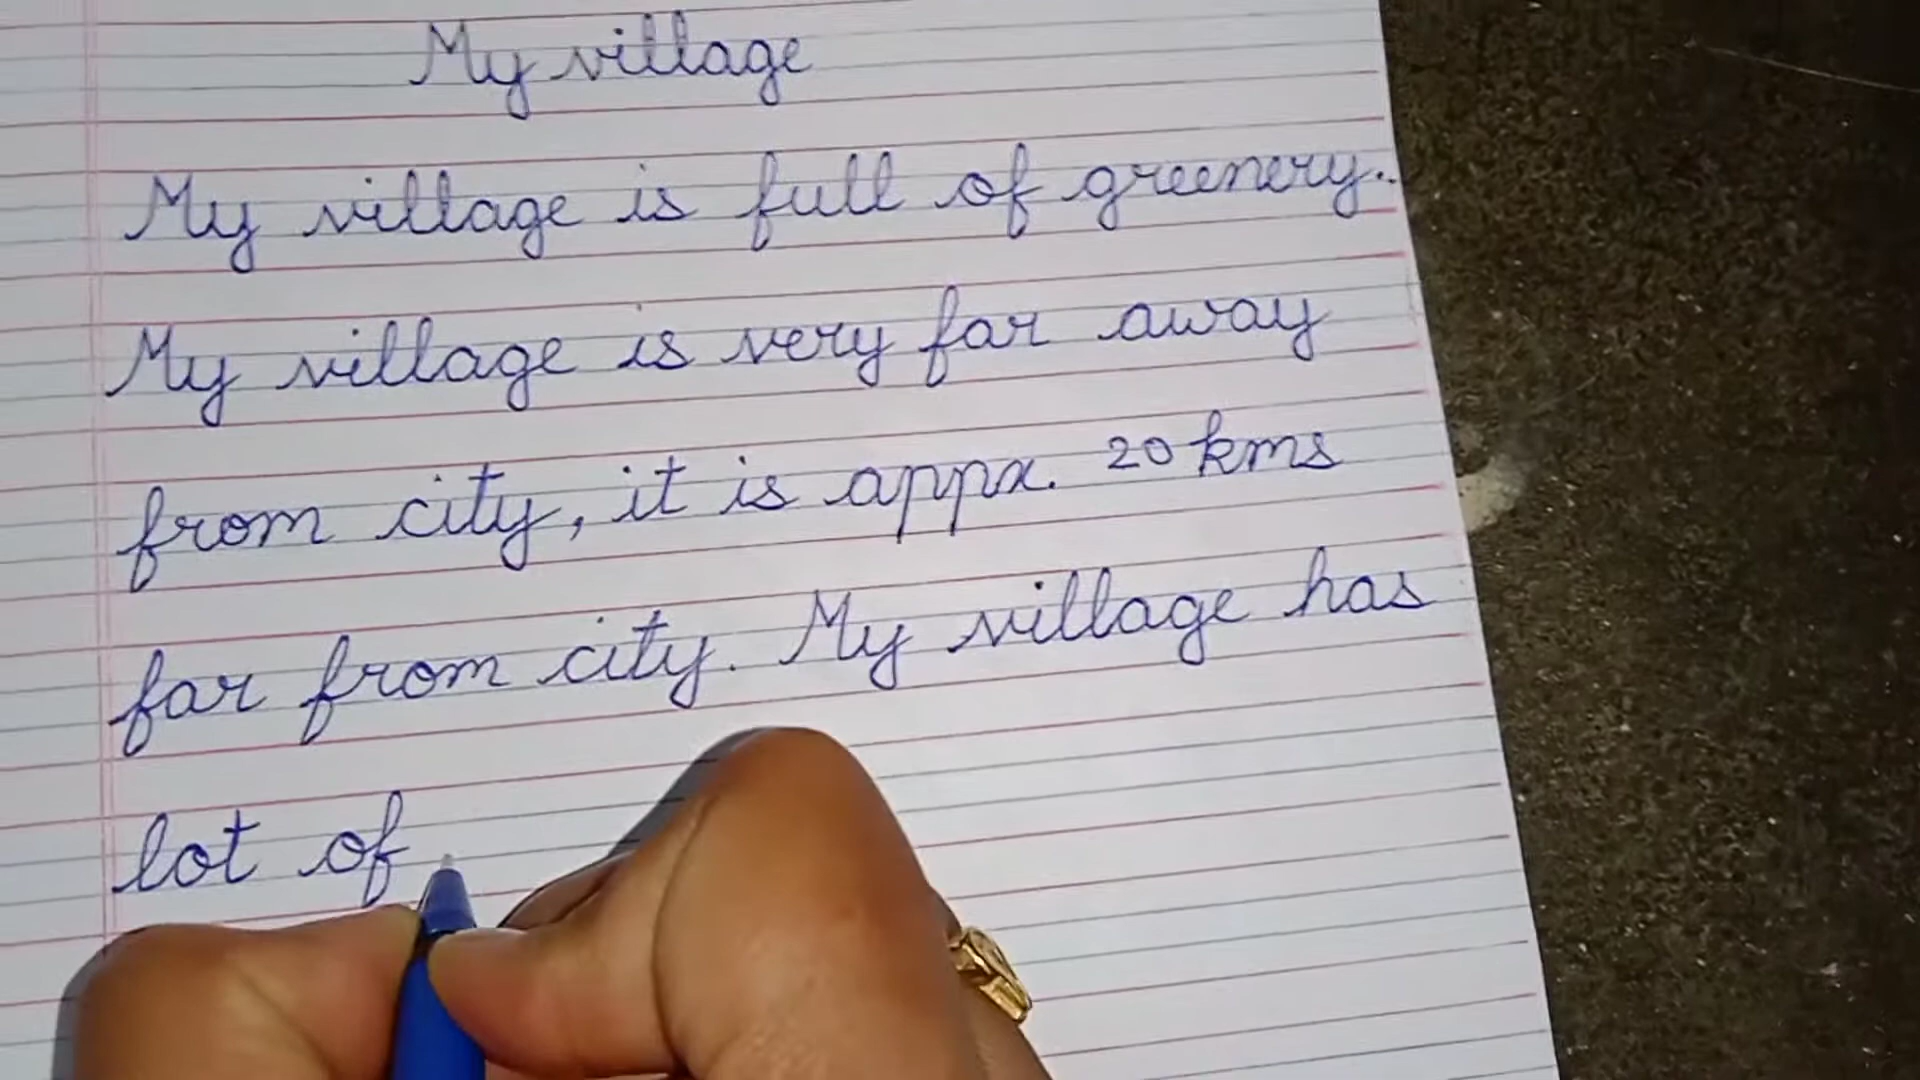 My village
My village is full of greenery..
My village is very far away
from city, it is appx. 20 kms
far from city. My village has
lot of